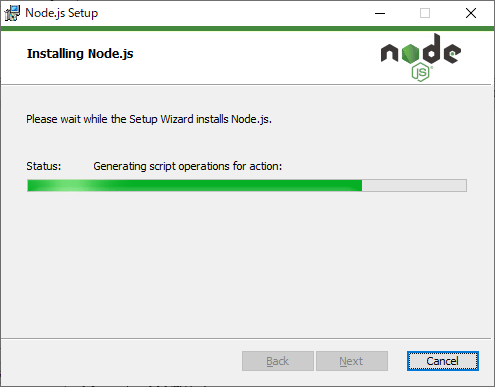 Node.js Setup
Installing Node.js
node
JS
Please wait while the Setup Wizard installs Node.js.
Status: Generating script operations for action:
Back Next Cancel